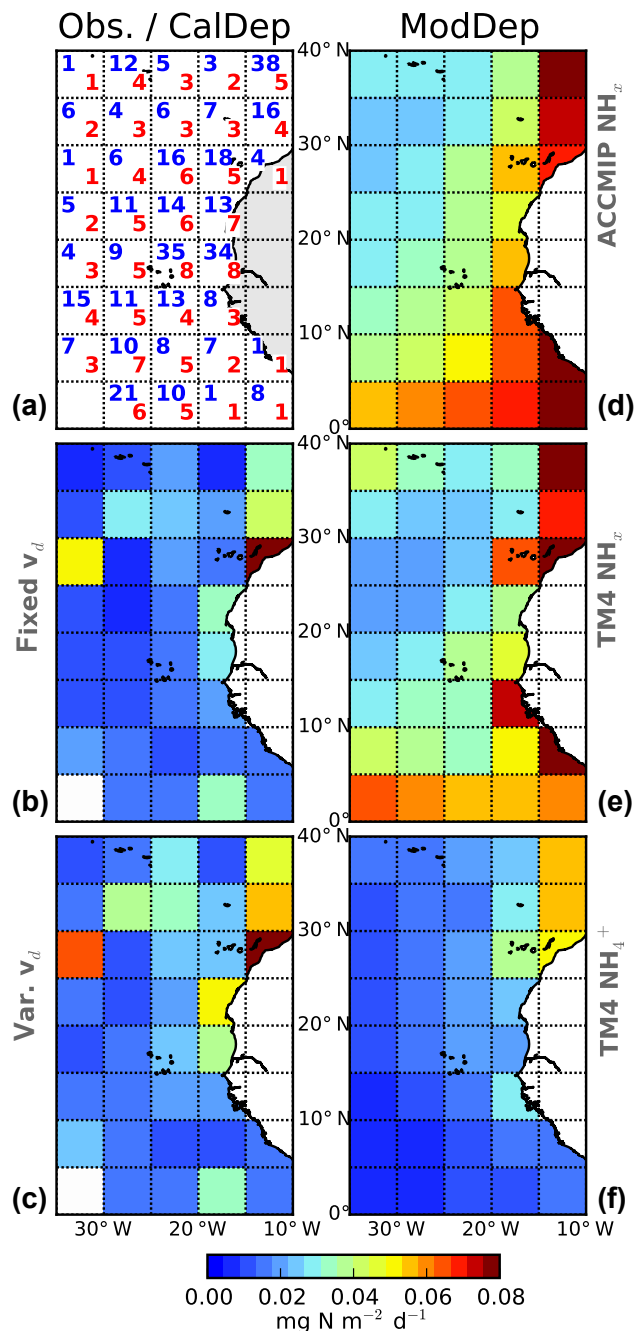 Obs. / CalDep ModDep
1 12 5 3 38 40° N
1 4 3 2 5
6 4 6 7 16
2 3 3 3 4 30° N
1 6 16 18 4
1 4 6 5 1
5 11 14 13
2 5 6 7 20° N
4 9 35 34
3 5 8 8
15 11 13 8
4 5 4 3 10° N
7 10 8 7 1
3 7 5 2 1
21 10 1 8
6 5 1 1
(a) 0° (d)
ACCMIP NHx
40° N
30° N
Fixed vd 20° N TM4 NHx
10° N
(b) 0° (e)
40° N
30° N
Var. vd 20° N TM4 NH4+
10° N
(c) 0° (f)
30° W 20° W 10° W 30° W 20° W 10° W
0.00 0.02 0.04 0.06 0.08
mg N m−2 d−1